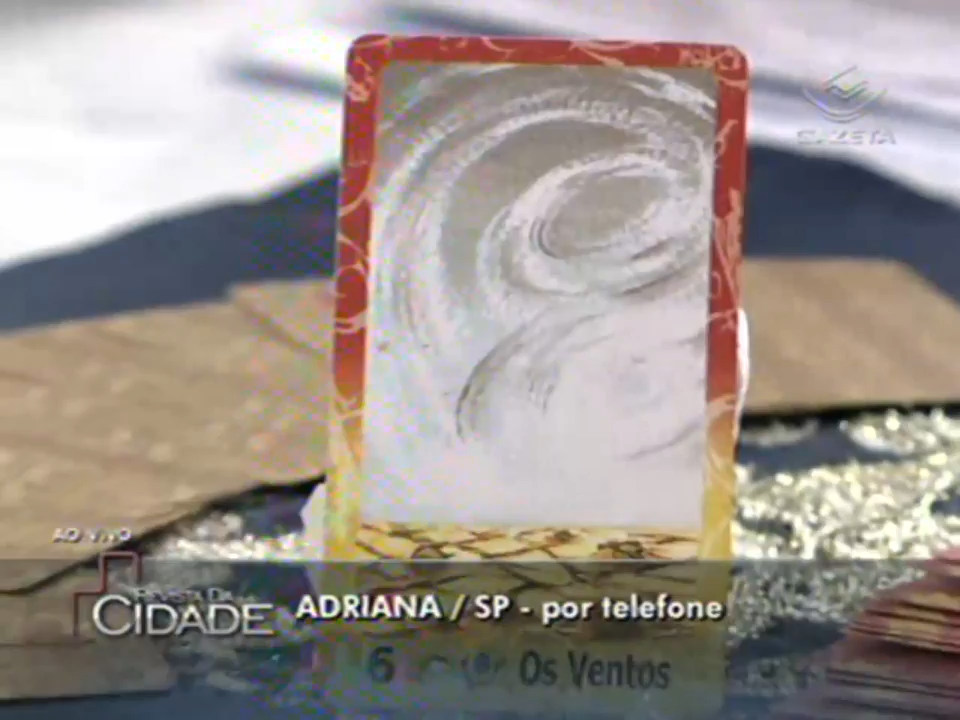 GAZETA
AO VIVO
REVISTA DA
CIDADE
ADRIANA / SP - por telefone
6 Os Ventos